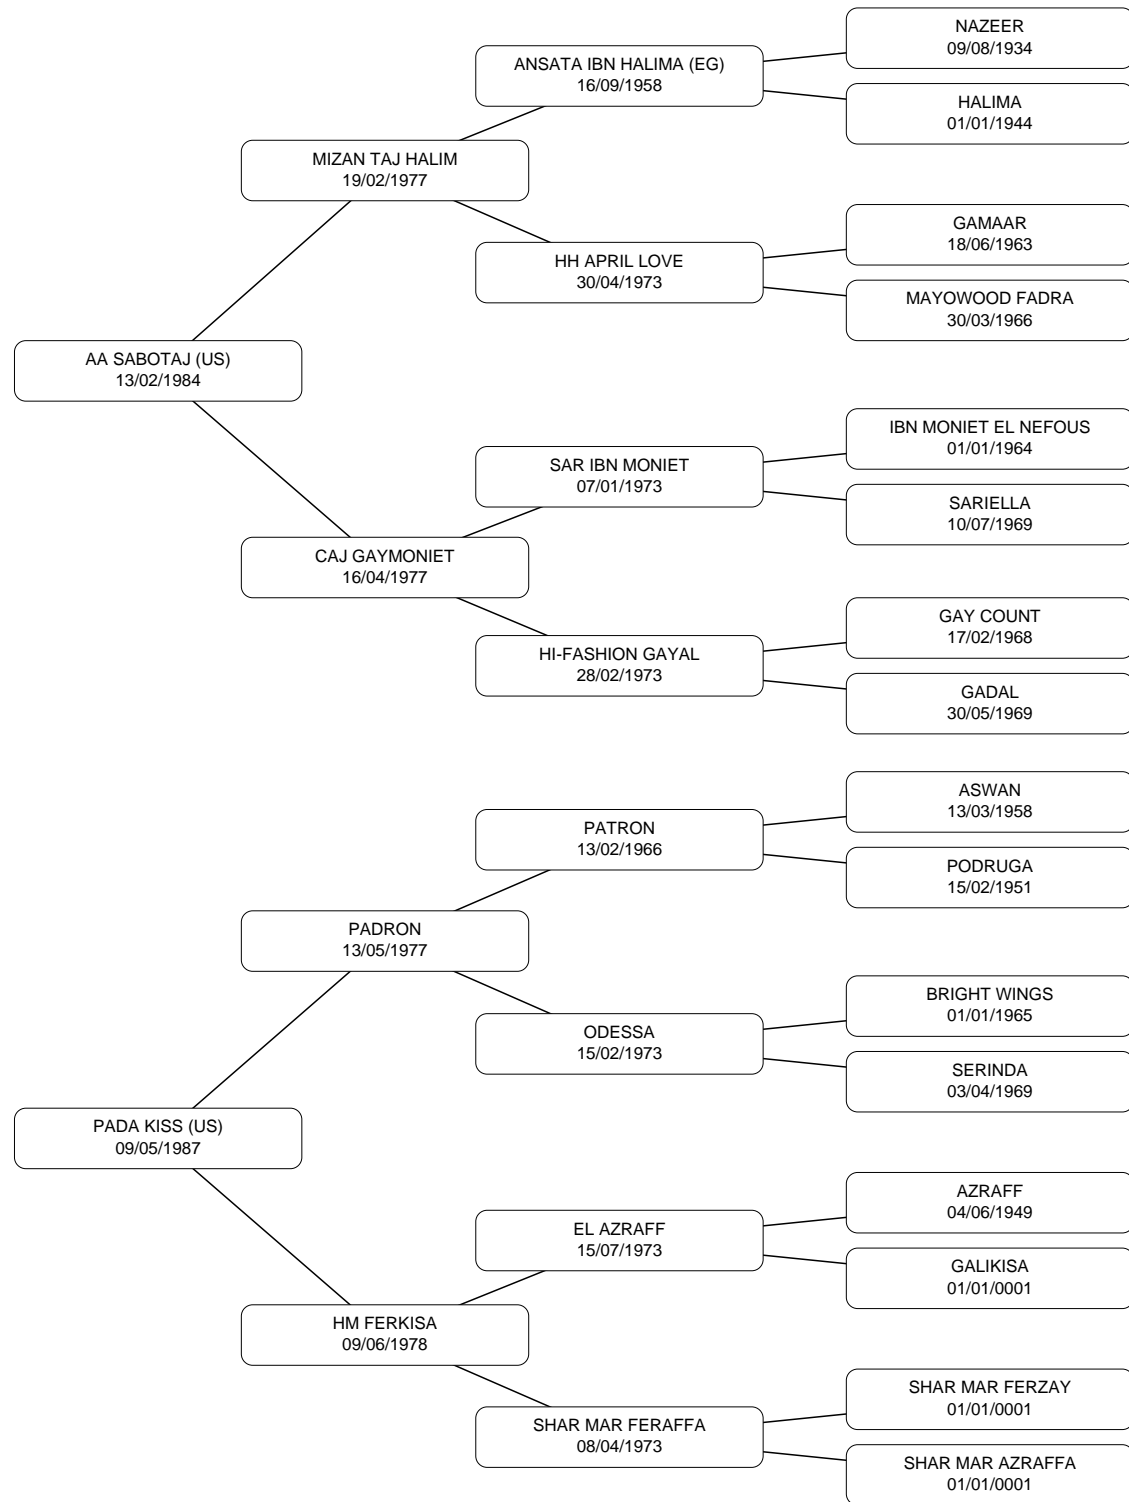 NAZEER
09/08/1934
ANSATA IBN HALIMA (EG)
16/09/1958
HALIMA
01/01/1944
MIZAN TAJ HALIM
19/02/1977
GAMAAR
18/06/1963
HH APRIL LOVE
30/04/1973
MAYOWOOD FADRA
30/03/1966
AA SABOTAJ (US)
13/02/1984
IBN MONIET EL NEFOUS
01/01/1964
SAR IBN MONIET
07/01/1973
SARIELLA
10/07/1969
CAJ GAYMONIET
16/04/1977
GAY COUNT
17/02/1968
HI-FASHION GAYAL
28/02/1973
GADAL
30/05/1969
ASWAN
13/03/1958
PATRON
13/02/1966
PODRUGA
15/02/1951
PADRON
13/05/1977
BRIGHT WINGS
01/01/1965
ODESSA
15/02/1973
SERINDA
03/04/1969
PADA KISS (US)
09/05/1987
AZRAFF
04/06/1949
EL AZRAFF
15/07/1973
GALIKISA
01/01/0001
HM FERKISA
09/06/1978
SHAR MAR FERZAY
01/01/0001
SHAR MAR FERAFFA
08/04/1973
SHAR MAR AZRAFFA
01/01/0001